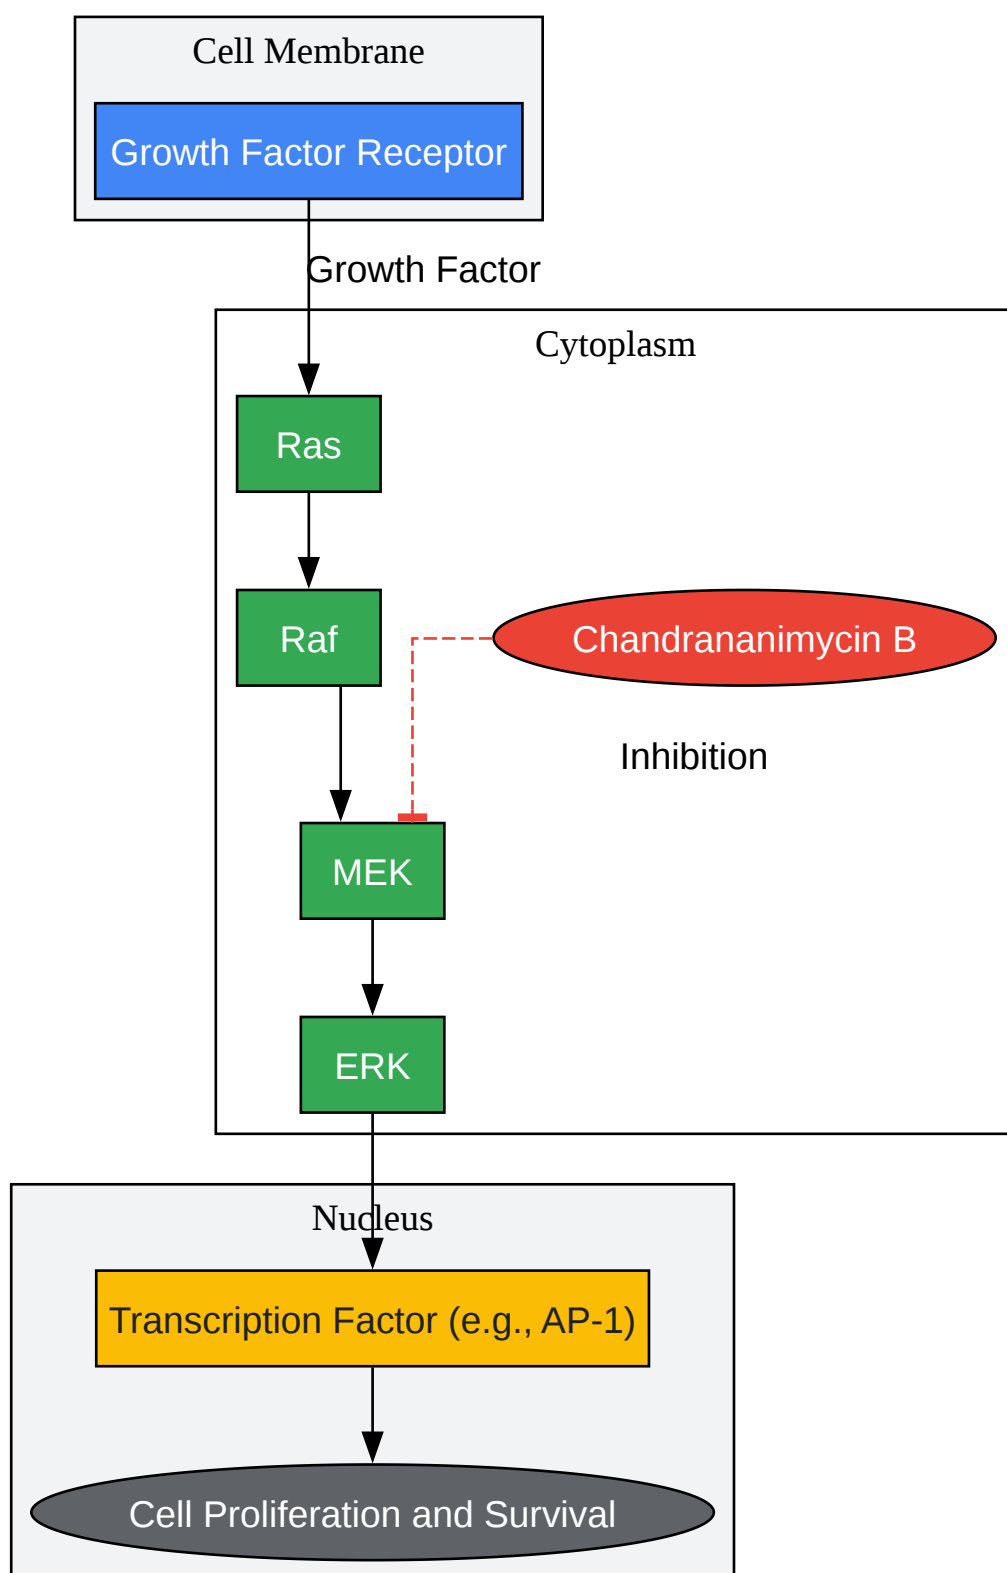 Cell Membrane
Growth Factor Receptor
Growth Factor
Cytoplasm
Ras
Raf
Chandrananimycin B
Inhibition
MEK
ERK
Nucleus
Transcription Factor (e.g., AP-1)
Cell Proliferation and Survival